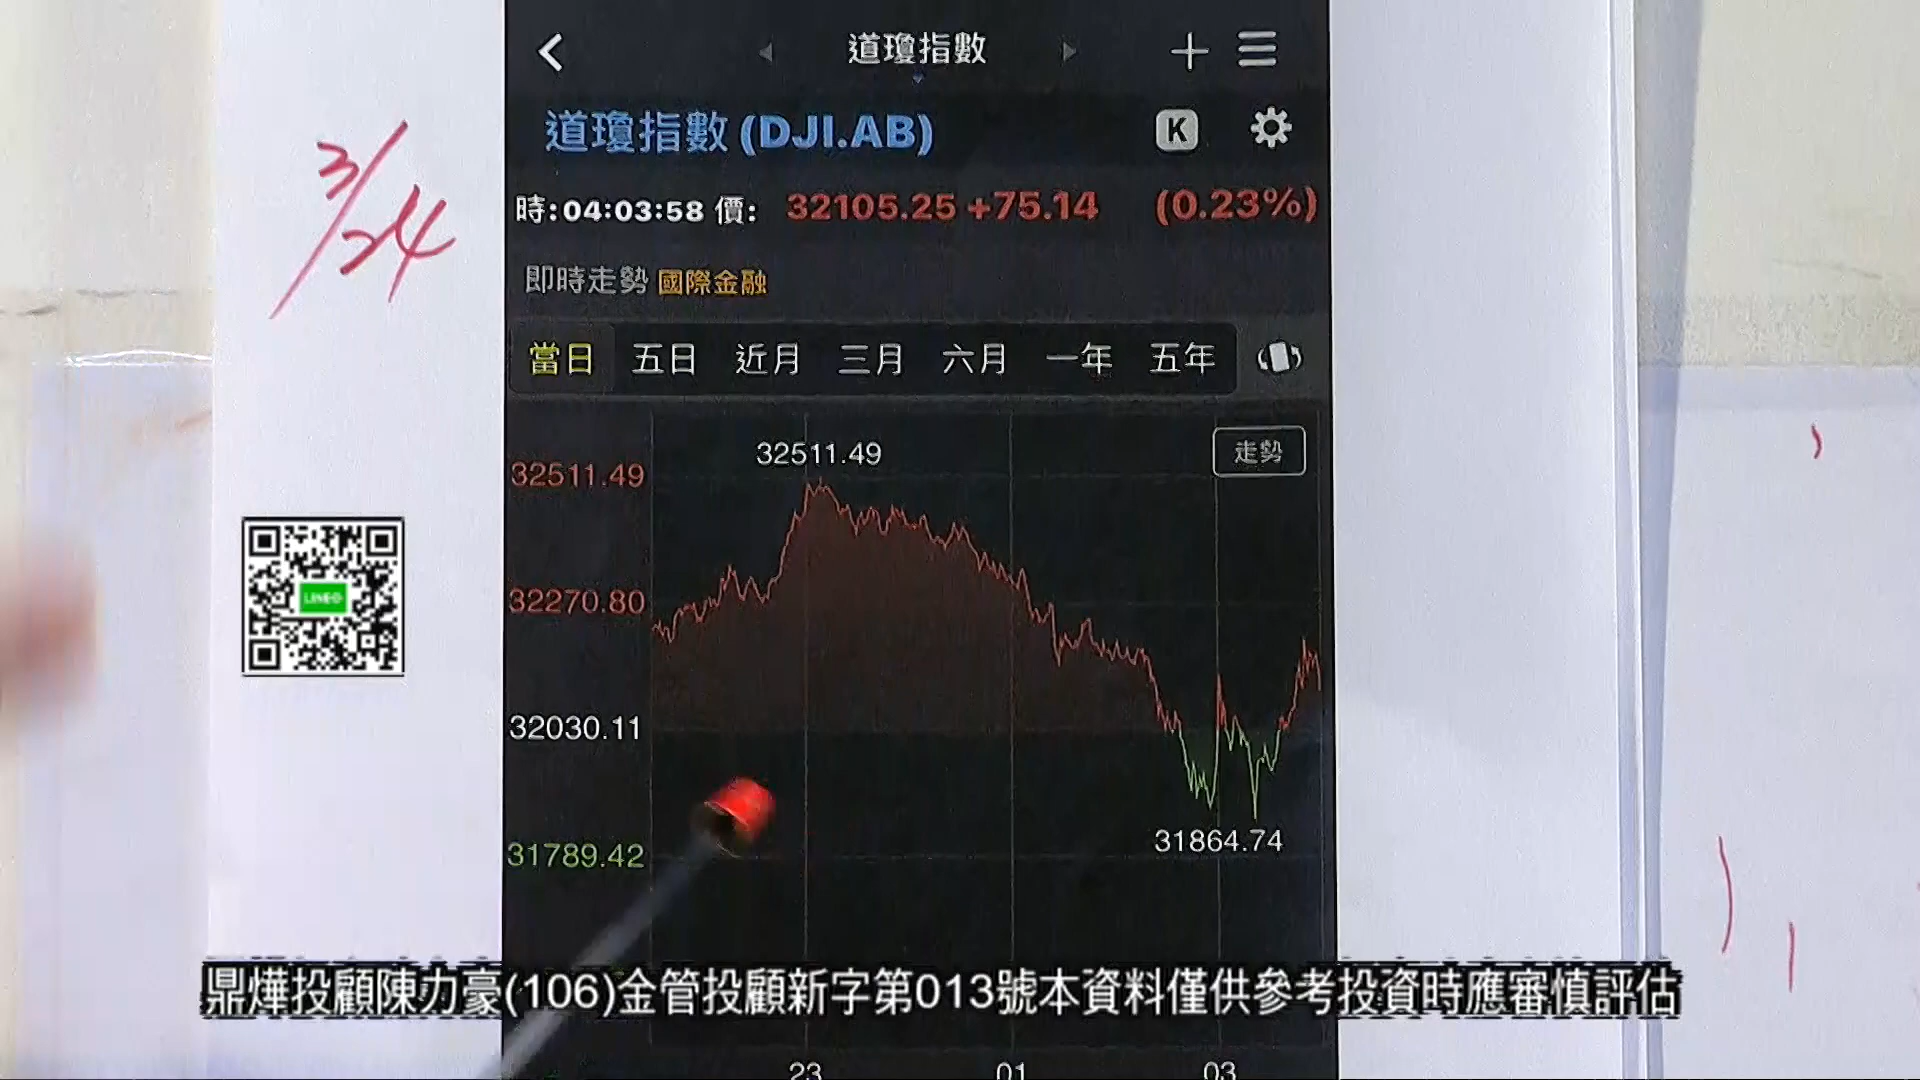 道瓊指數
3/24
道瓊指數 (DJI.AB)
K
時:04:03:58 價: 32105.25 +75.14 (0.23%)
即時走勢 國際金融
當日 五日 近月 三月 六月 一年 五年
走勢
32511.49
32511.49
32270.80
LINE@
32030.11
31864.74
31789.42
鼎燁投顧陳力豪(106)金管投顧新字第013號本資料僅供參考投資時應審慎評估
23 01 03